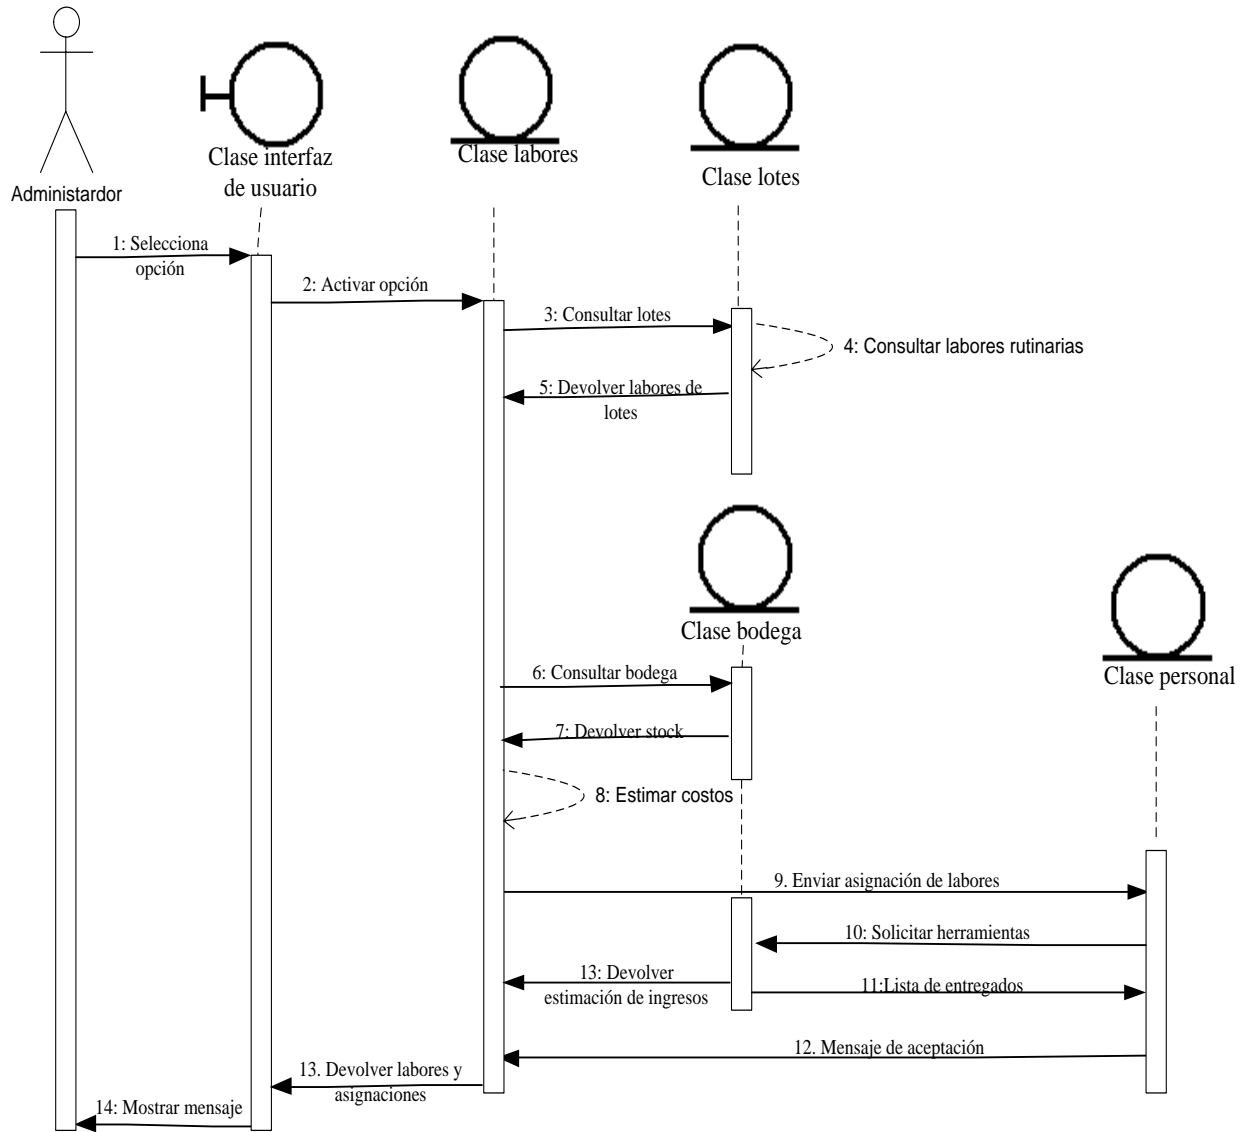 Administardor
Clase interfaz
de usuario
Clase labores
Clase lotes
1: Selecciona
opción
2: Activar opción
3: Consultar lotes
4: Consultar labores rutinarias
5: Devolver labores de
lotes
Clase bodega
Clase personal
6: Consultar bodega
7: Devolver stock
8: Estimar costos
9. Enviar asignación de labores
10: Solicitar herramientas
13: Devolver
estimación de ingresos
11:Lista de entregados
12. Mensaje de aceptación
13. Devolver labores y
asignaciones
14: Mostrar mensaje